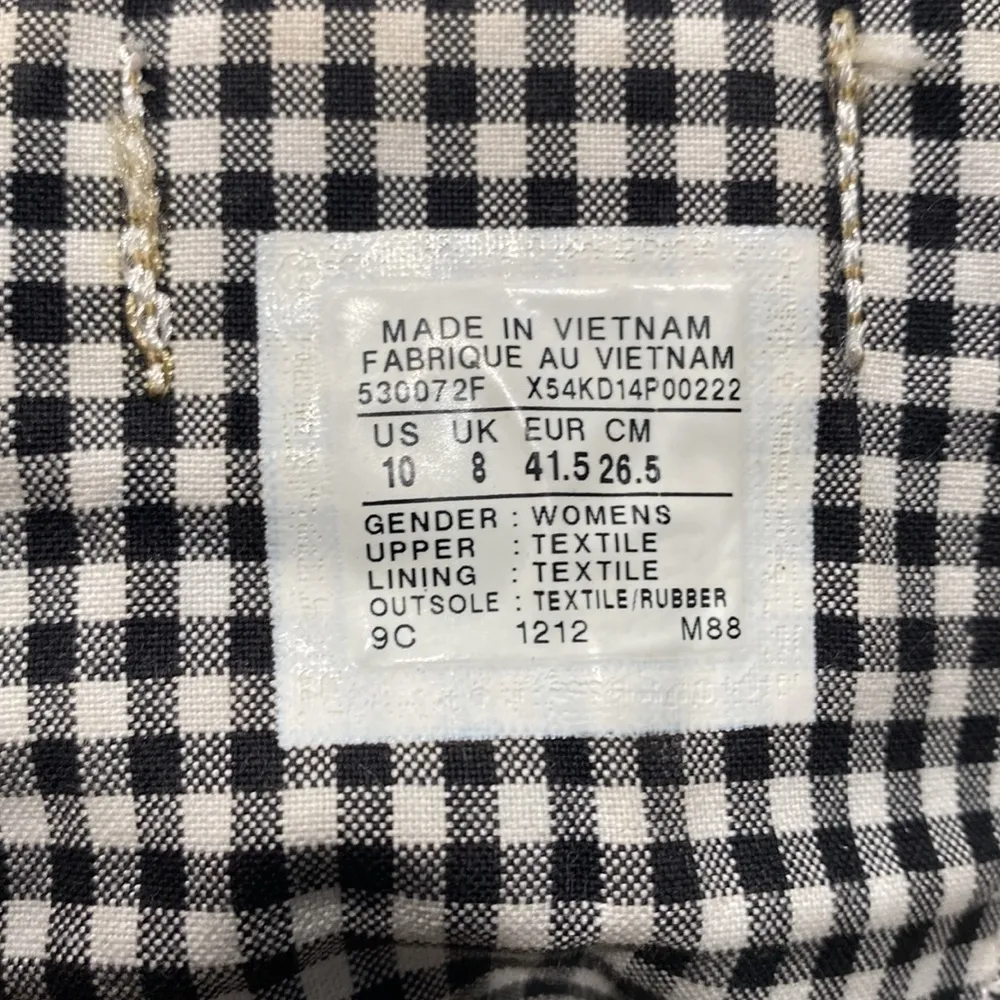 MADE IN VIETNAM
FABRIQUE AU VIETNAM
530072F X54KD14P00222
US UK EUR CM
10 8 41.5 26.5
GENDER : WOMENS
UPPER : TEXTILE
LINING : TEXTILE
OUTSOLE : TEXTILE/RUBBER
9C 1212 M88